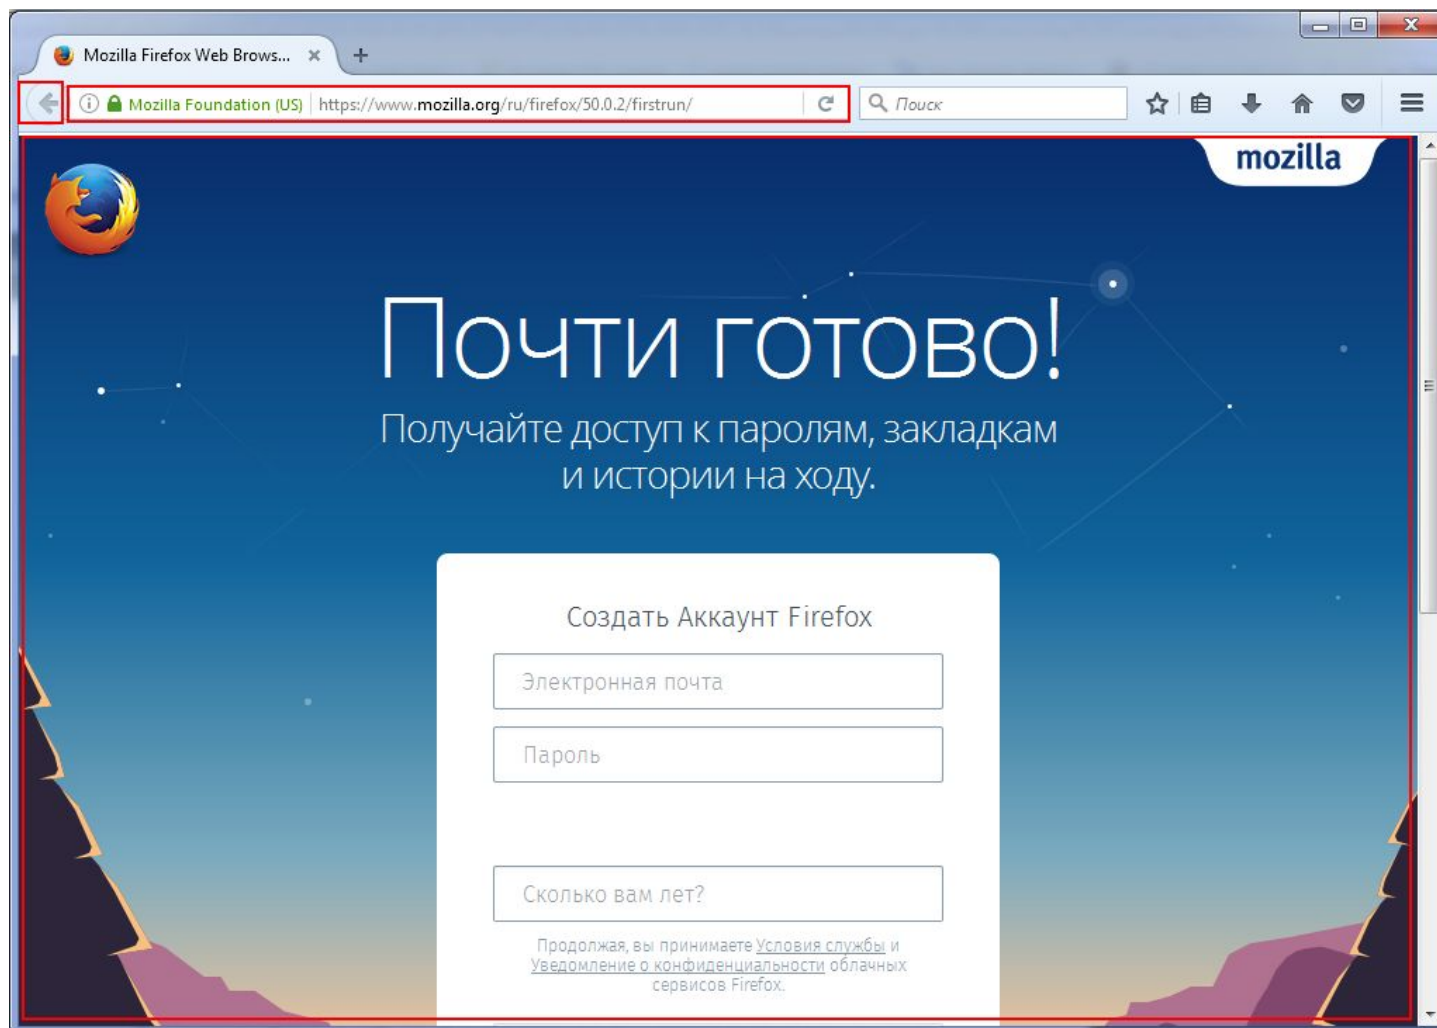 Mozilla Firefox Web Brows...
Mozilla Foundation (US) https://www.mozilla.org/ru/firefox/50.0.2/firstrun/ Поиск
mozilla
Почти готово!
Получайте доступ к паролям, закладкам
и истории на ходу.
Создать Аккаунт Firefox
Электронная почта
Пароль
Сколько вам лет?
Продолжая, вы принимаете Условия службы и
Уведомление о конфиденциальности облачных
сервисов Firefox.